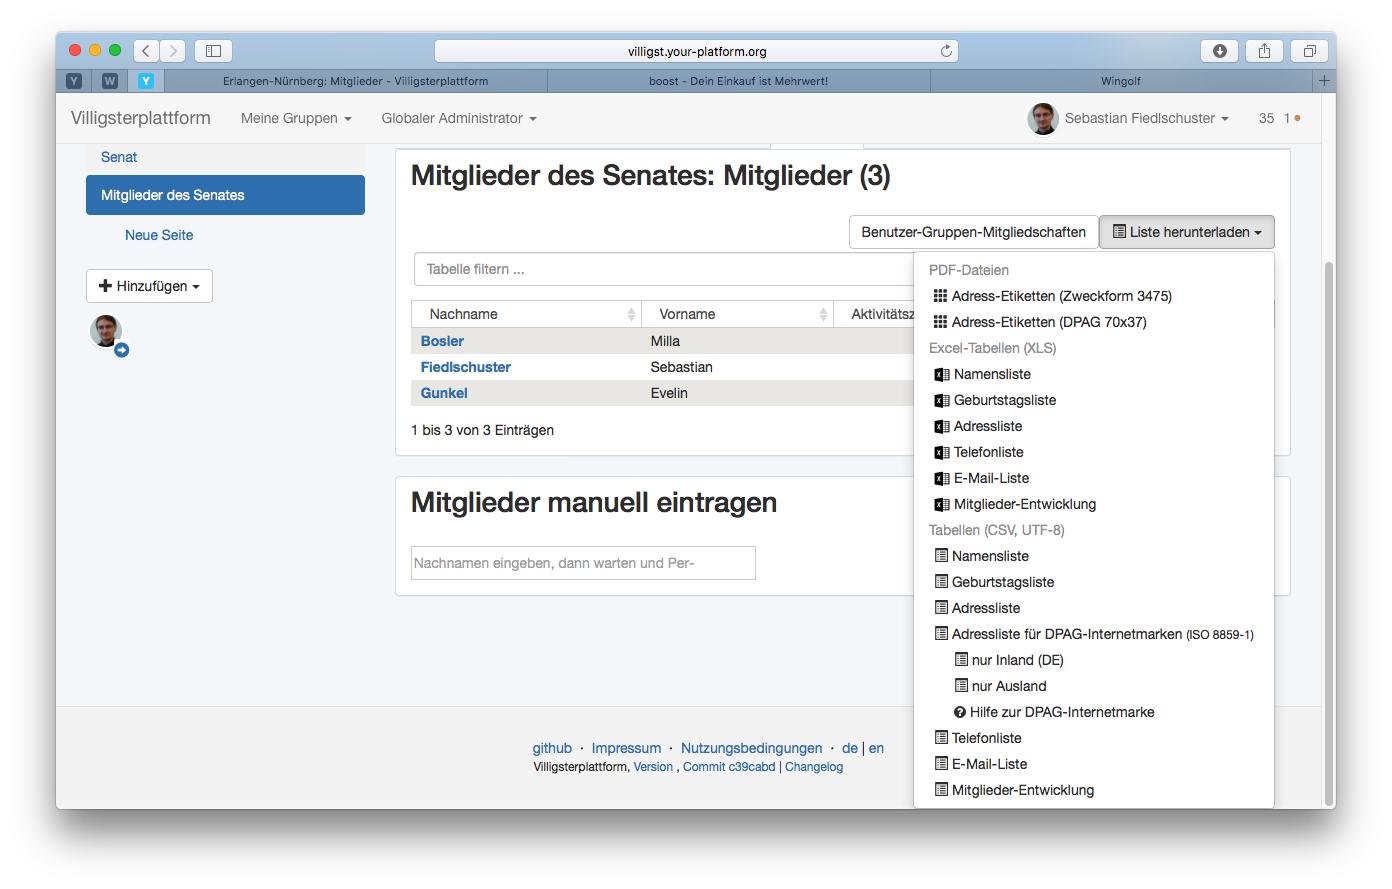 villigst.your-platform.org
Y W Y Erlangen-Nürnberg: Mitglieder - Villigsterplattform boost - Dein Einkauf ist Mehrwert! Wingolf
Villigsterplattform Meine Gruppen Globaler Administrator Sebastian Fiedlschuster 35 1
Senat
Mitglieder des Senates
Neue Seite
Hinzufügen
Mitglieder des Senates: Mitglieder (3)
Benutzer-Gruppen-Mitgliedschaften Liste herunterladen
Tabelle filtern ...
Nachname Vorname Aktivitätsz
Bosler Milla
Fiedlschuster Sebastian
Gunkel Evelin
1 bis 3 von 3 Einträgen
Mitglieder manuell eintragen
Nachnamen eingeben, dann warten und Per-
PDF-Dateien
Adress-Etiketten (Zweckform 3475)
Adress-Etiketten (DPAG 70x37)
Excel-Tabellen (XLS)
Namensliste
Geburtstagsliste
Adressliste
Telefonliste
E-Mail-Liste
Mitglieder-Entwicklung
Tabellen (CSV, UTF-8)
Namensliste
Geburtstagsliste
Adressliste
Adressliste für DPAG-Internetmarken (ISO 8859-1)
nur Inland (DE)
nur Ausland
Hilfe zur DPAG-Internetmarke
Telefonliste
E-Mail-Liste
Mitglieder-Entwicklung
github · Impressum · Nutzungsbedingungen · de | en
Villigsterplattform, Version , Commit c39cabd | Changelog